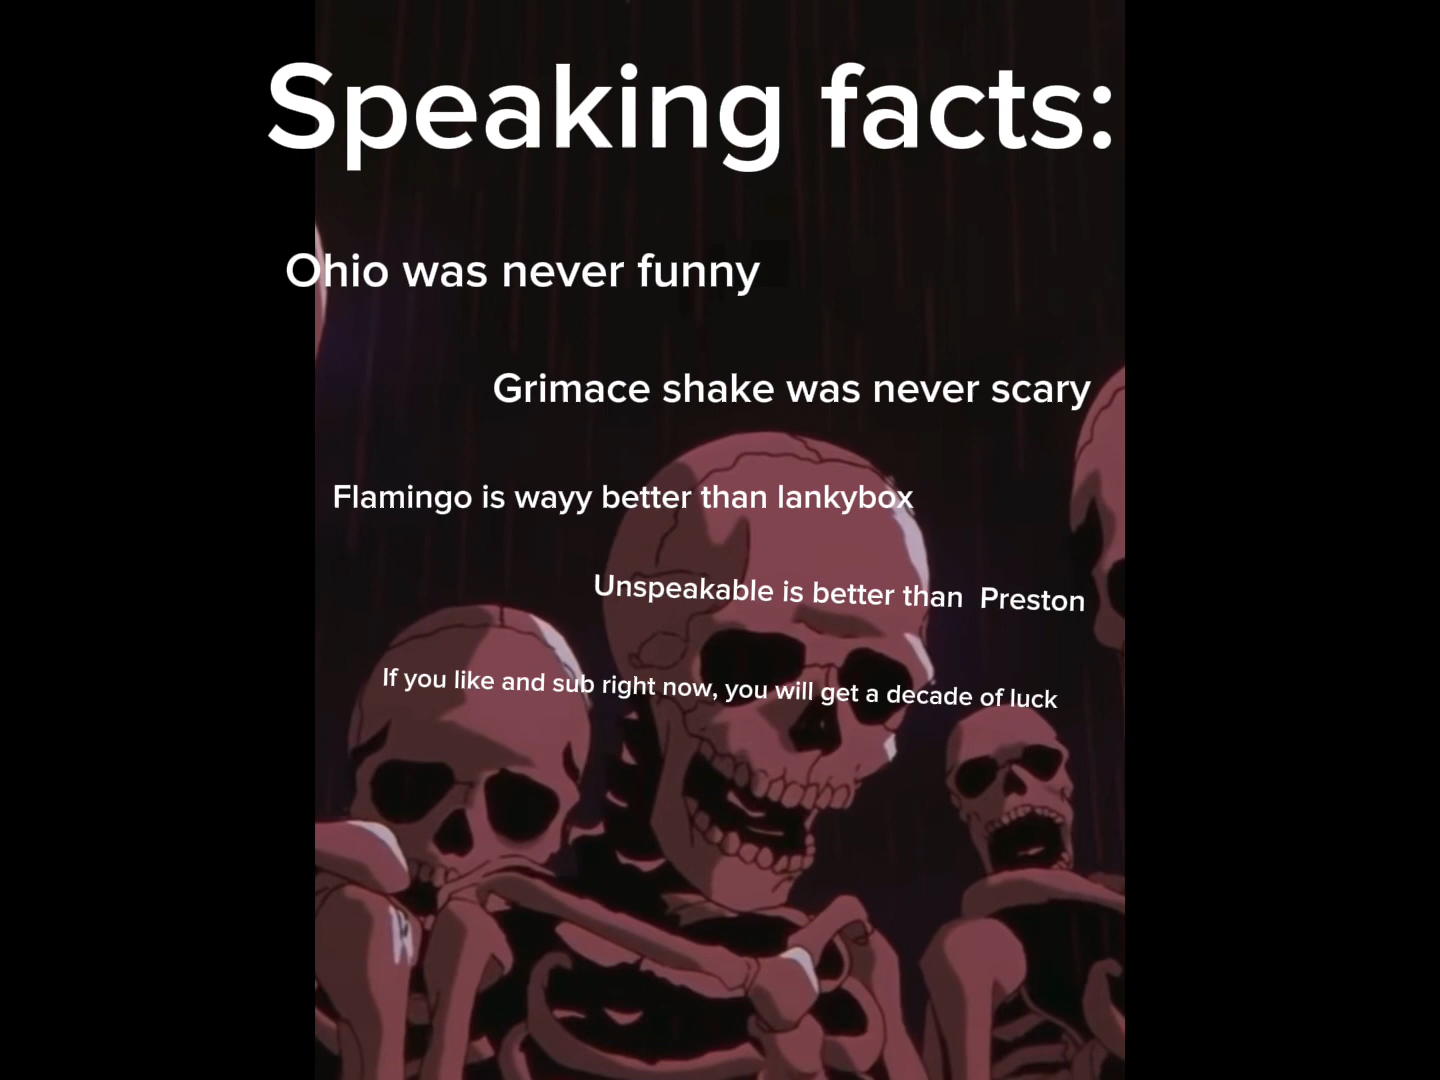 Speaking facts:
Ohio was never funny
Grimace shake was never scary
Flamingo is wayy better than lankybox
Unspeakable is better than  Preston
If you like and sub right now, you will get a decade of luck